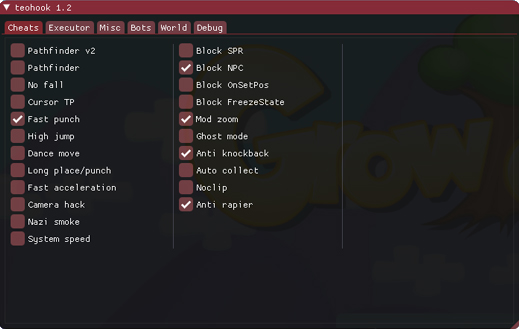 teohook 1.2
Cheats Executor Misc Bots World Debug
Pathfinder v2
Pathfinder
No fall
Cursor TP
Fast punch
High jump
Dance move
Long place/punch
Fast acceleration
Camera hack
Nazi smoke
System speed
Block SPR
Block NPC
Block OnSetPos
Block FreezeState
Mod zoom
Ghost mode
Anti knockback
Auto collect
Noclip
Anti rapier
Grow